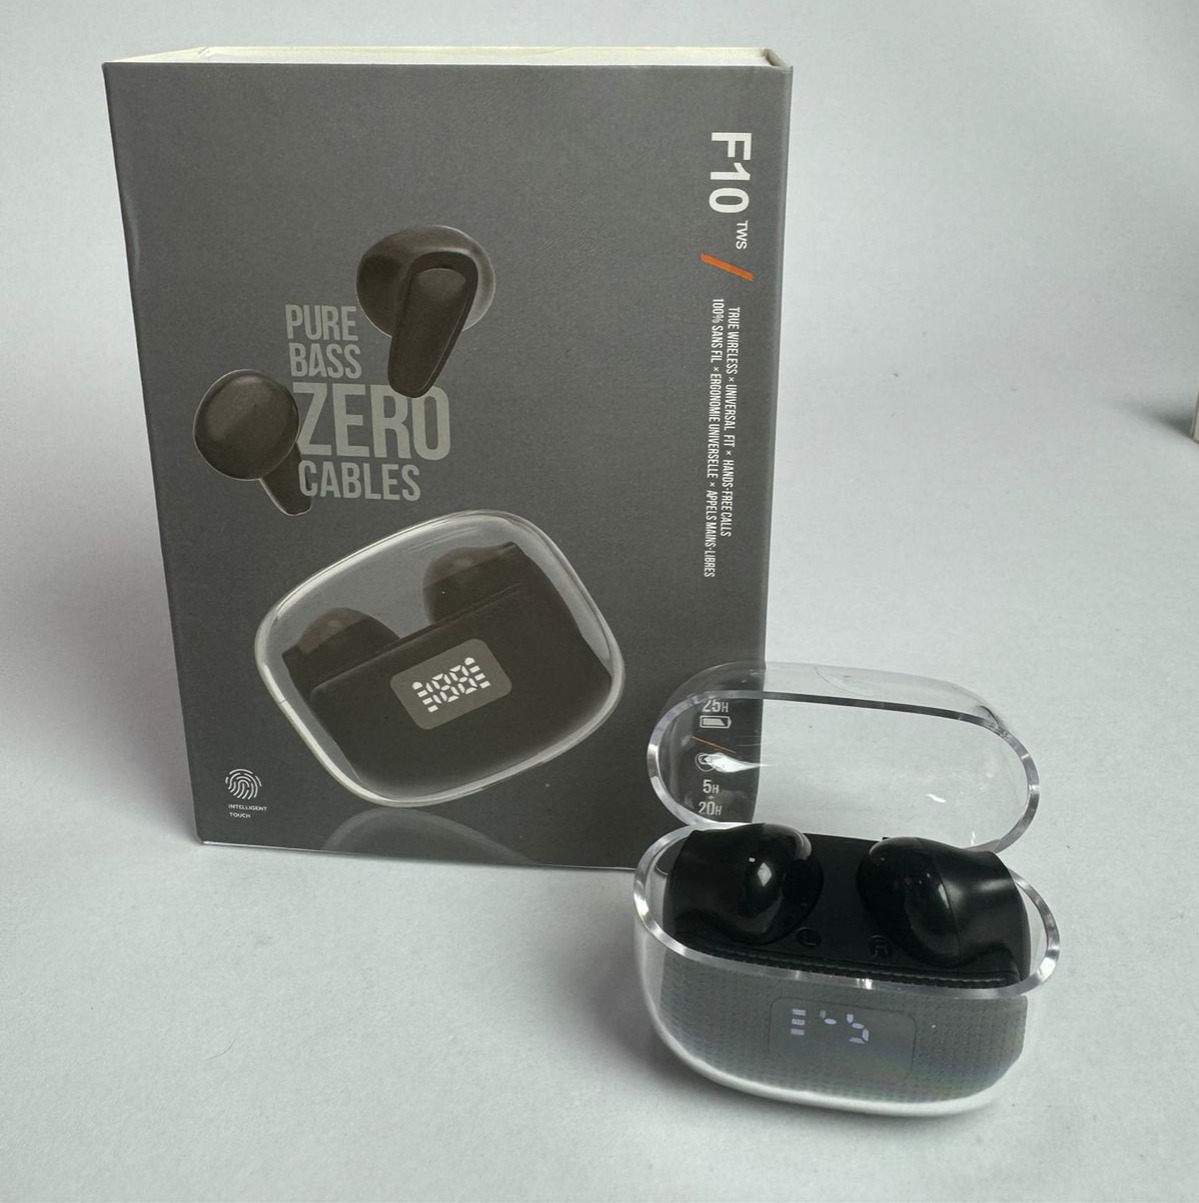 F10 TWS
TRUE WIRELESS × UNIVERSAL FIT × HANDS-FREE CALLS
100% SANS FIL × ERGONOMIE UNIVERSELLE × APPELS MAINS-LIBRES
PURE
BASS
ZERO
CABLES
188
INTELLIGENT
TOUCH
25H
5H
20H
L R